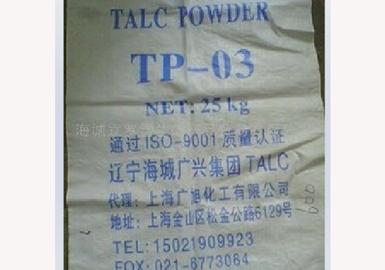 TALC POWDER
TP-03
NET: 25kg
通过ISO-9001质量认证
辽宁海城广兴集团TALC
代理: 上海广旭化工有限公司
地址: 上海金山区松金公路6129号
TEL: 15021909923
FOX: 021-6773064